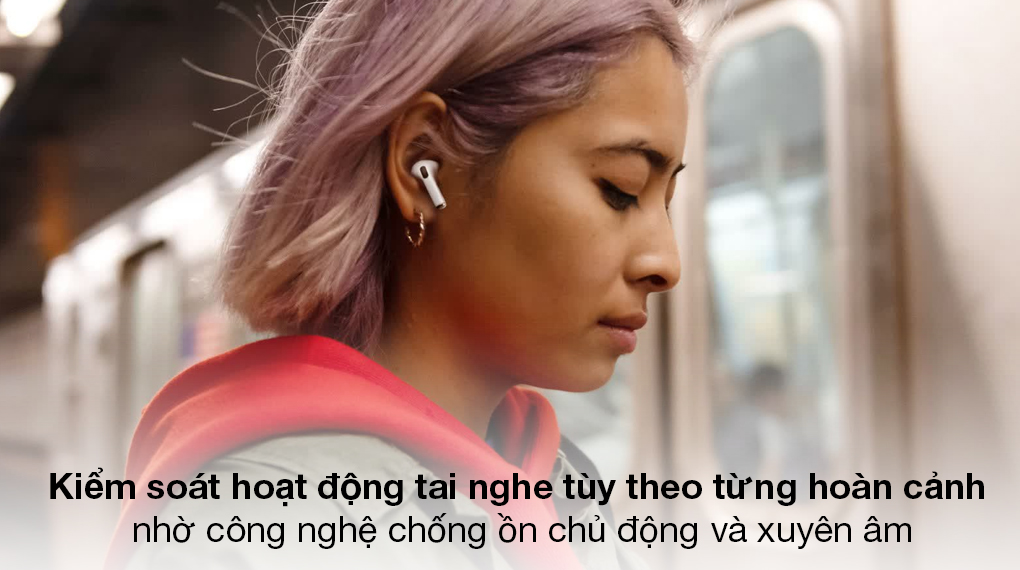 Kiểm soát hoạt động tai nghe tùy theo từng hoàn cảnh
nhờ công nghệ chống ồn chủ động và xuyên âm